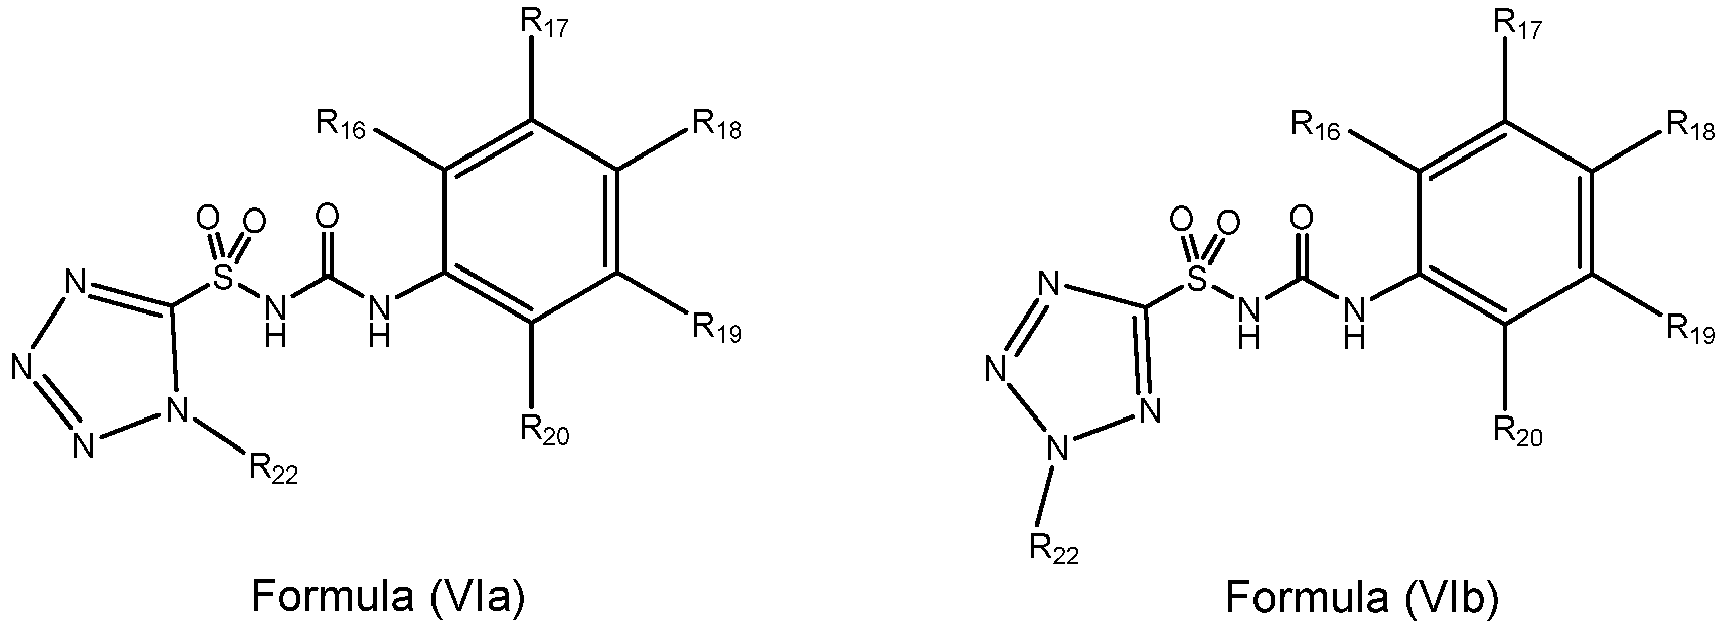 R17 R17
R16 R18 R16 R18
O O O O O O
S S
N N N N N N
H H H H
R19 R19
N N
N N
N N
R20 R20
R22
R22
Formula (VIa) Formula (VIb)